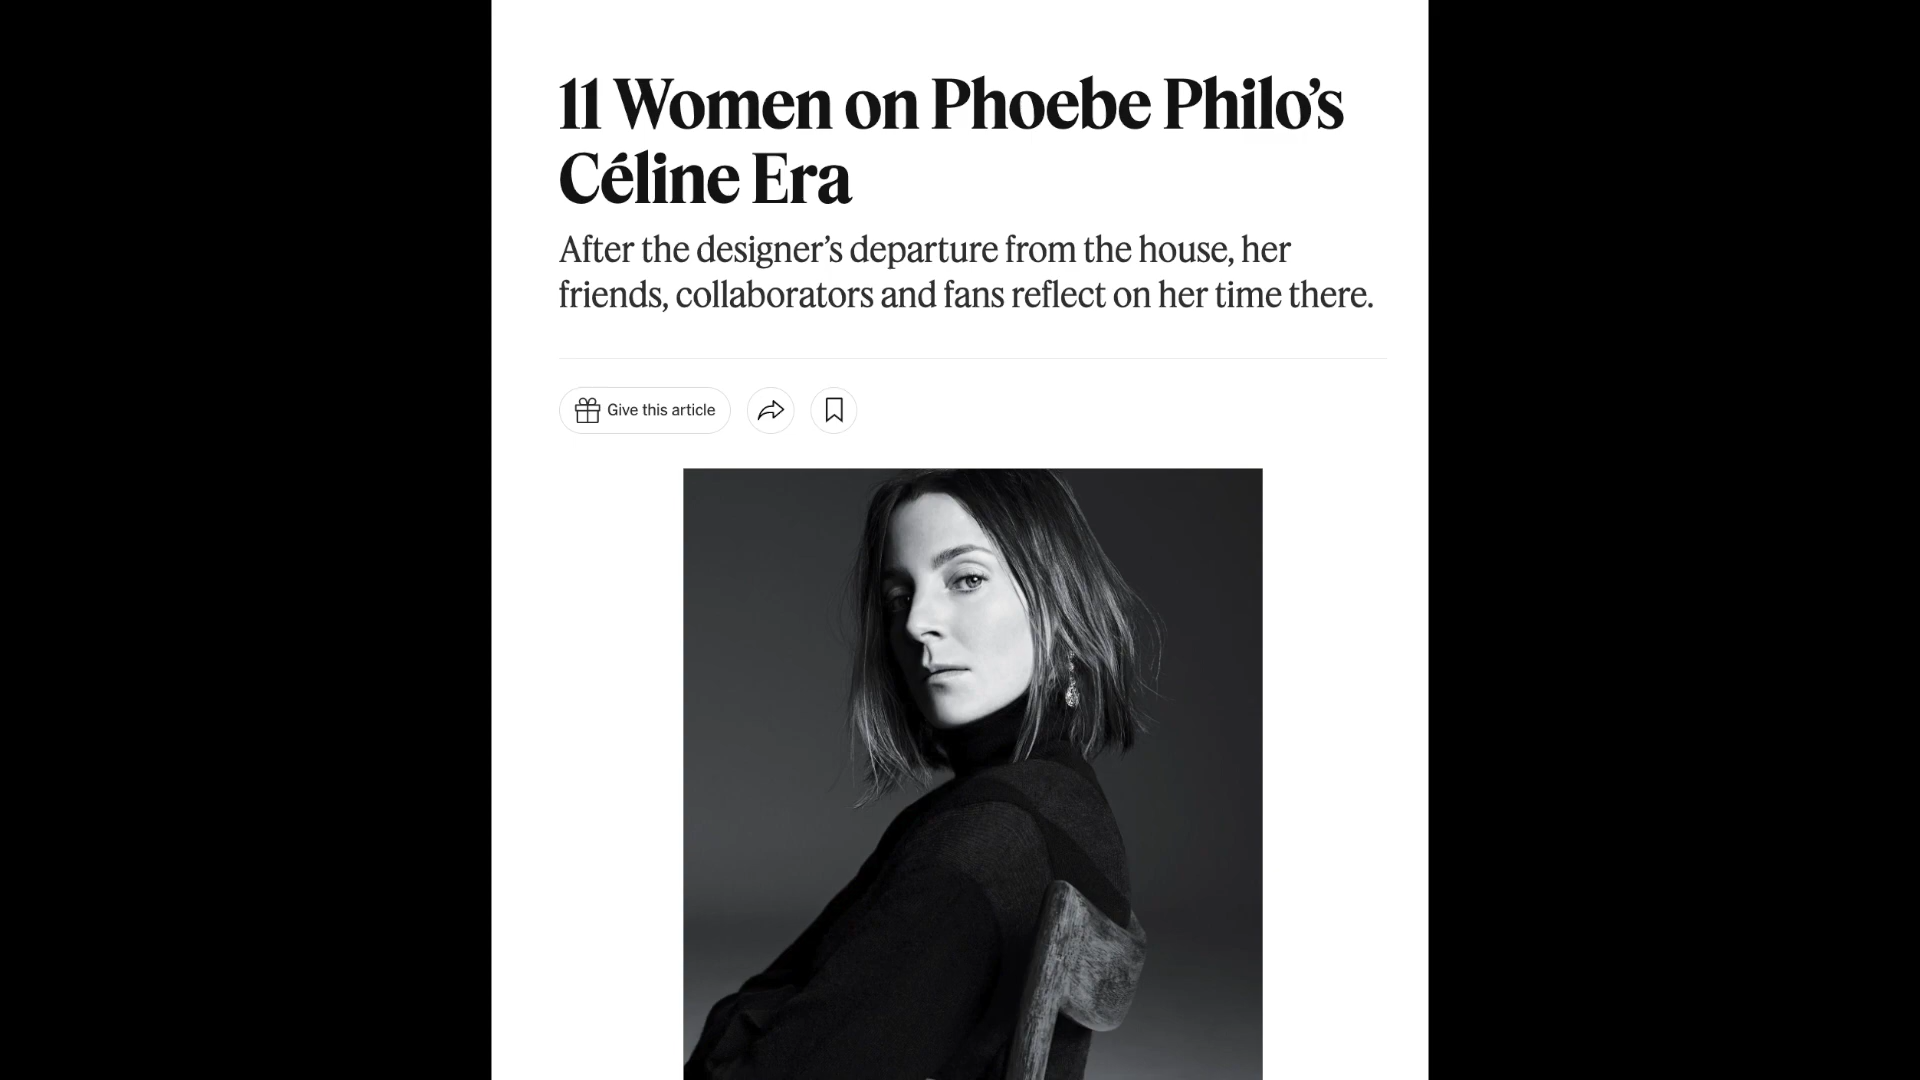 11 Women on Phoebe Philo’s
Céline Era
After the designer’s departure from the house, her
friends, collaborators and fans reflect on her time there.
Give this article